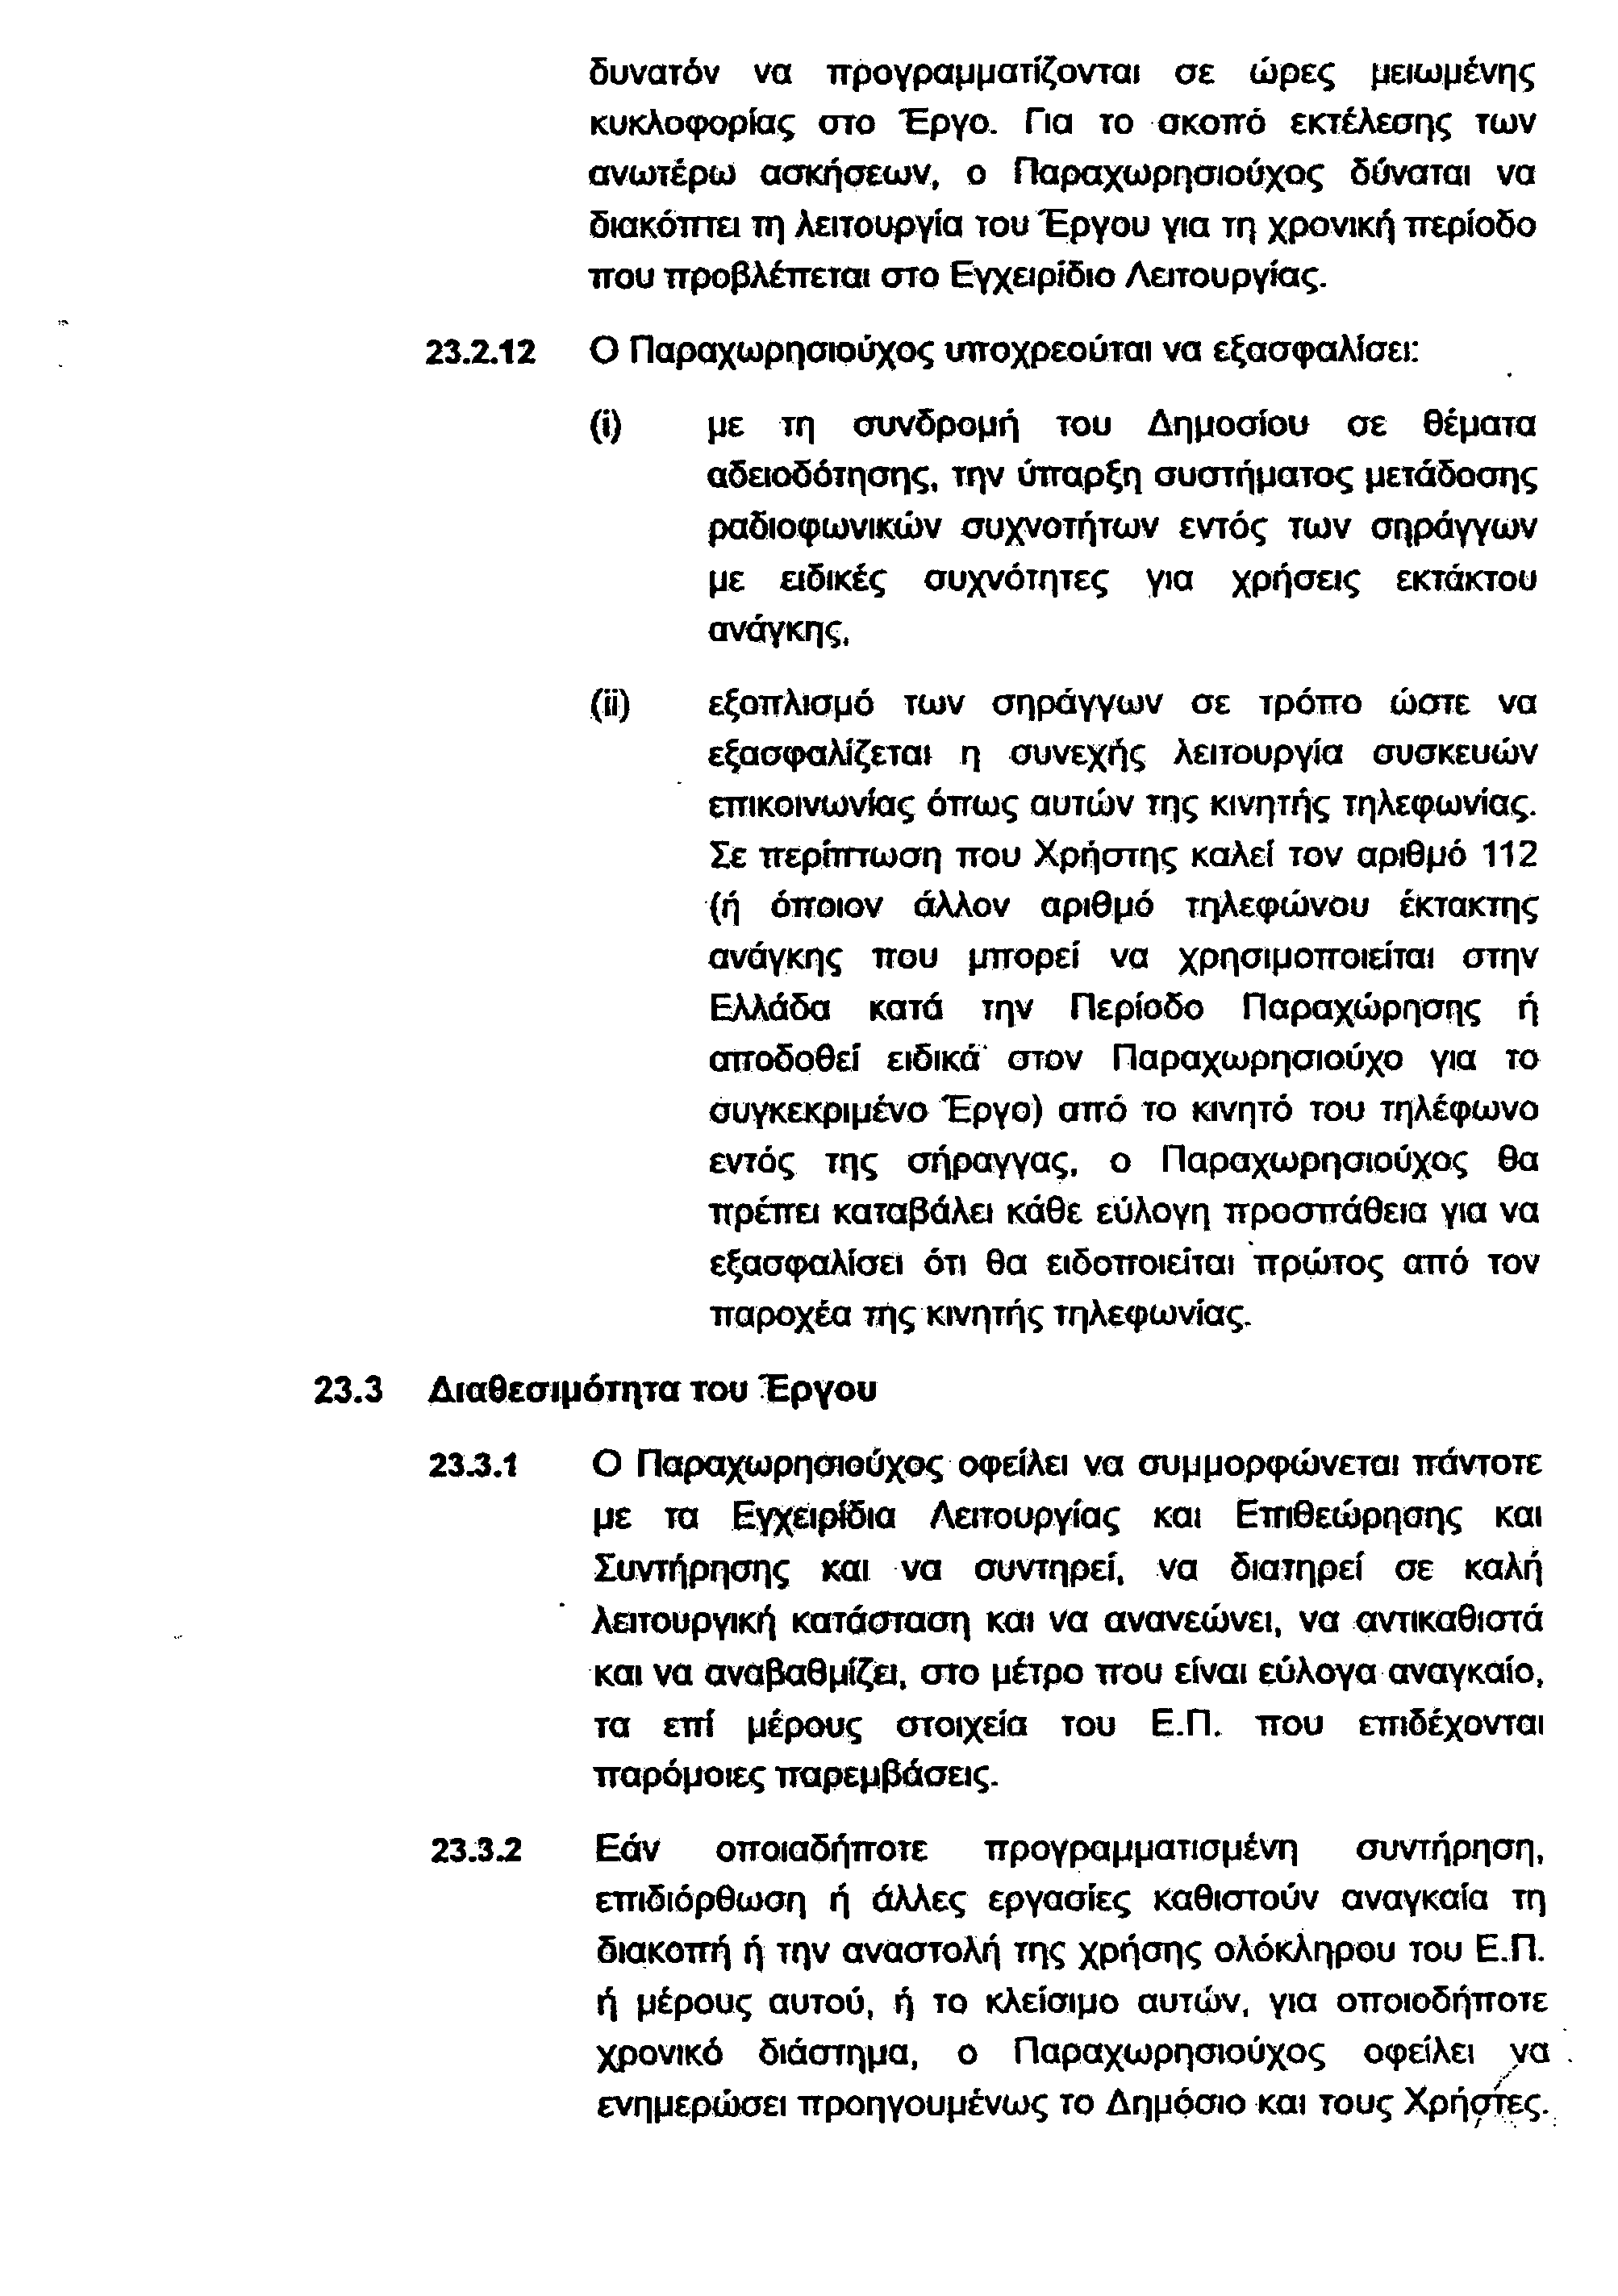 δυνατόν να προγραμματίζονται σε ώρες μειωμένης
κυκλοφορίας στο Έργο. Για το σκοπό εκτέλεσης των
ανωτέρω ασκήσεων, ο Παραχωρησιούχος δύναται να
διακόπτει τη λειτουργία του Έργου για τη χρονική περίοδο
που προβλέπεται στο Εγχειρίδιο Λειτουργίας.
23.2.12 Ο Παραχωρησιούχος υποχρεούται να εξασφαλίσει:
(i) με τη συνδρομή του Δημοσίου σε θέματα
αδειοδότησης, την ύπαρξη συστήματος μετάδοσης
ραδιοφωνικών συχνοτήτων εντός των σηράγγων
με ειδικές συχνότητες για χρήσεις εκτάκτου
ανάγκης,
(ii) εξοπλισμό των σηράγγων σε τρόπο ώστε να
εξασφαλίζεται η συνεχής λειτουργία συσκευών
επικοινωνίας όπως αυτών της κινητής τηλεφωνίας.
Σε περίπτωση που Χρήστης καλεί τον αριθμό 112
(ή όποιον άλλον αριθμό τηλεφώνου έκτακτης
ανάγκης που μπορεί να χρησιμοποιείται στην
Ελλάδα κατά την Περίοδο Παραχώρησης ή
αποδοθεί ειδικά στον Παραχωρησιούχο για το
συγκεκριμένο Έργο) από το κινητό του τηλέφωνο
εντός της σήραγγας, ο Παραχωρησιούχος θα
πρέπει καταβάλει κάθε εύλογη προσπάθεια για να
εξασφαλίσει ότι θα ειδοποιείται πρώτος από τον
παροχέα της κινητής τηλεφωνίας.
23.3 Διαθεσιμότητα του Έργου
23.3.1 Ο Παραχωρησιούχος οφείλει να συμμορφώνεται πάντοτε
με τα Εγχειρίδια Λειτουργίας και Επιθεώρησης και
Συντήρησης και να συντηρεί, να διατηρεί σε καλή
λειτουργική κατάσταση και να ανανεώνει, να αντικαθιστά
και να αναβαθμίζει, στο μέτρο που είναι εύλογα αναγκαίο,
τα επί μέρους στοιχεία του Ε.Π. που επιδέχονται
παρόμοιες παρεμβάσεις.
23.3.2 Εάν οποιαδήποτε προγραμματισμένη συντήρηση,
επιδιόρθωση ή άλλες εργασίες καθιστούν αναγκαία τη
διακοπή ή την αναστολή της χρήσης ολόκληρου του Ε.Π.
ή μέρους αυτού, ή το κλείσιμο αυτών, για οποιοδήποτε
χρονικό διάστημα, ο Παραχωρησιούχος οφείλει να
ενημερώσει προηγουμένως το Δημόσιο και τους Χρήστες.